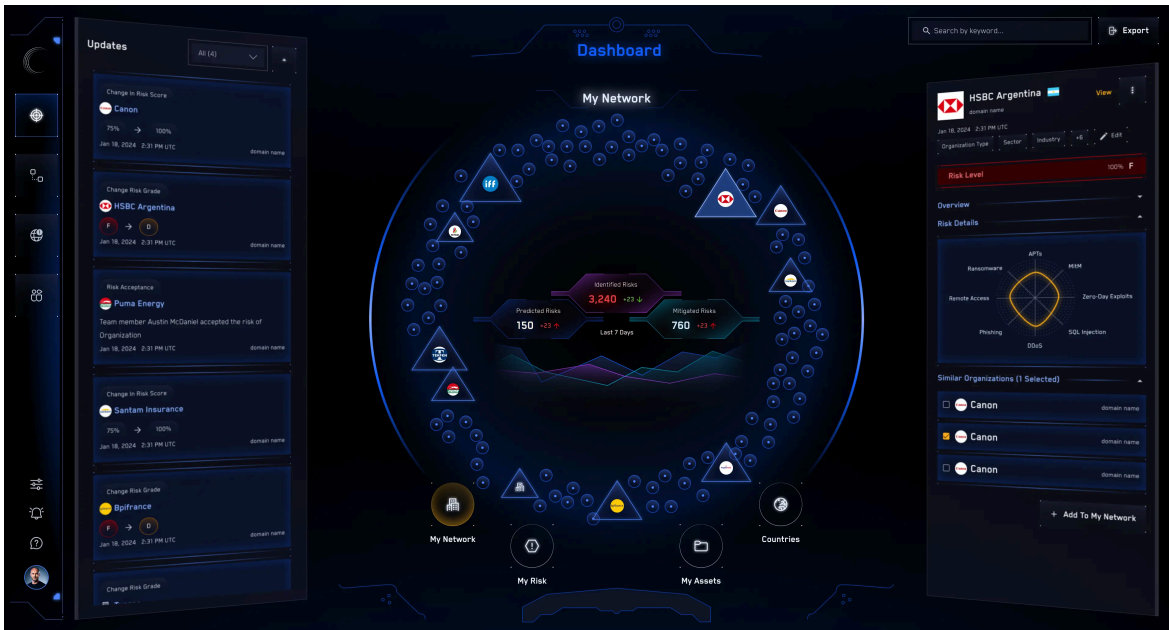 Dashboard
Search by keyword...
Export
Updates
All (4)
Change In Risk Score
Canon
75% → 100%
Jan 18, 2024 2:31 PM UTC
domain name
Change Risk Grade
HSBC Argentina
F → D
Jan 18, 2024 2:31 PM UTC
domain name
Risk Acceptance
Puma Energy
Team member Austin McDaniel accepted the risk of
Organization
Jan 18, 2024 2:31 PM UTC
domain name
Change In Risk Score
Santam Insurance
75% → 100%
Jan 18, 2024 2:31 PM UTC
domain name
Change Risk Grade
Bpifrance
F → D
Jan 18, 2024 2:31 PM UTC
domain name
Change Risk Grade
My Network
iff
Canon
Identified Risks
3,240 +23 ↓
Predicted Risks
150 +23 ↑
Mitigated Risks
760 +23 ↑
Last 7 Days
My Network
My Risk
My Assets
Countries
HSBC Argentina
View
domain name
Jan 18, 2024 2:31 PM UTC
Organization Type
Sector
Industry
+6
Edit
Risk Level
100% F
Overview
Risk Details
APTs
MitM
Zero-Day Exploits
SQL Injection
DDoS
Phishing
Remote Access
Ransomware
Similar Organizations (1 Selected)
Canon
domain name
Canon
domain name
Canon
domain name
+ Add To My Network